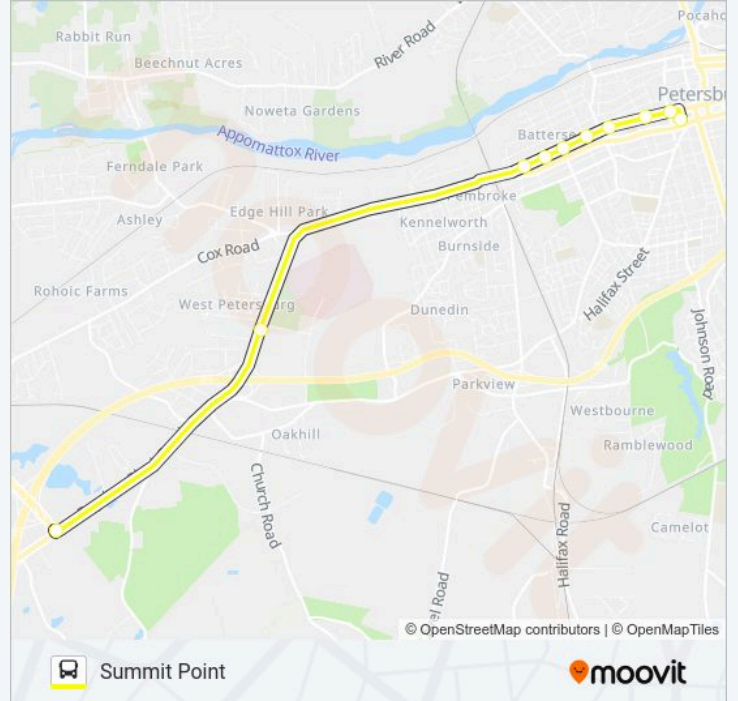 Pocaho
Rabbit Run
River Road
Beechnut Acres
Petersbu
Noweta Gardens
Appomattox River
Batterse
Ferndale Park
Pembroke
Edge Hill Park
Ashley
Kennelworth
Cox Road
Burnside
Halifax Street
Rohoic Farms
West Petersburg
Dunedin
Johnson Road
Parkview
Westbourne
Oakhill
Ramblewood
Church Road
Halifax Road
Camelot
el Road
© OpenStreetMap contributors | © OpenMapTiles
Summit Point
moovit